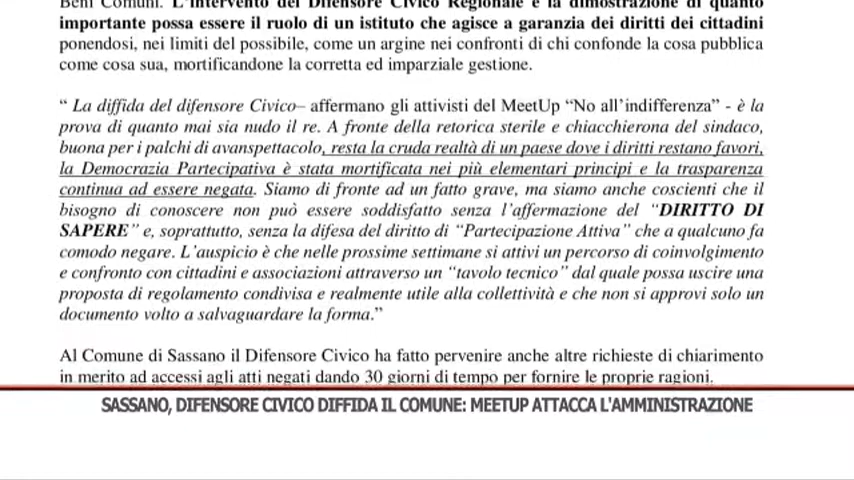 Beni Comuni. L'intervento del Difensore Civico Regionale è la dimostrazione di quanto
importante possa essere il ruolo di un istituto che agisce a garanzia dei diritti dei cittadini
ponendosi, nei limiti del possibile, come un argine nei confronti di chi confonde la cosa pubblica
come cosa sua, mortificandone la corretta ed imparziale gestione.
“ La diffida del difensore Civico– affermano gli attivisti del MeetUp “No all'indifferenza” - è la
prova di quanto mai sia nudo il re. A fronte della retorica sterile e chiacchierona del sindaco,
buona per i palchi di avanspettacolo, resta la cruda realtà di un paese dove i diritti restano favori,
la Democrazia Partecipativa è stata mortificata nei più elementari principi e la trasparenza
continua ad essere negata. Siamo di fronte ad un fatto grave, ma siamo anche coscienti che il
bisogno di conoscere non può essere soddisfatto senza l'affermazione del “DIRITTO DI
SAPERE” e, soprattutto, senza la difesa del diritto di “Partecipazione Attiva” che a qualcuno fa
comodo negare. L'auspicio è che nelle prossime settimane si attivi un percorso di coinvolgimento
e confronto con cittadini e associazioni attraverso un “tavolo tecnico” dal quale possa uscire una
proposta di regolamento condivisa e realmente utile alla collettività e che non si approvi solo un
documento volto a salvaguardare la forma.”
Al Comune di Sassano il Difensore Civico ha fatto pervenire anche altre richieste di chiarimento
in merito ad accessi agli atti negati dando 30 giorni di tempo per fornire le proprie ragioni.
SASSANO, DIFENSORE CIVICO DIFFIDA IL COMUNE: MEETUP ATTACCA L'AMMINISTRAZIONE